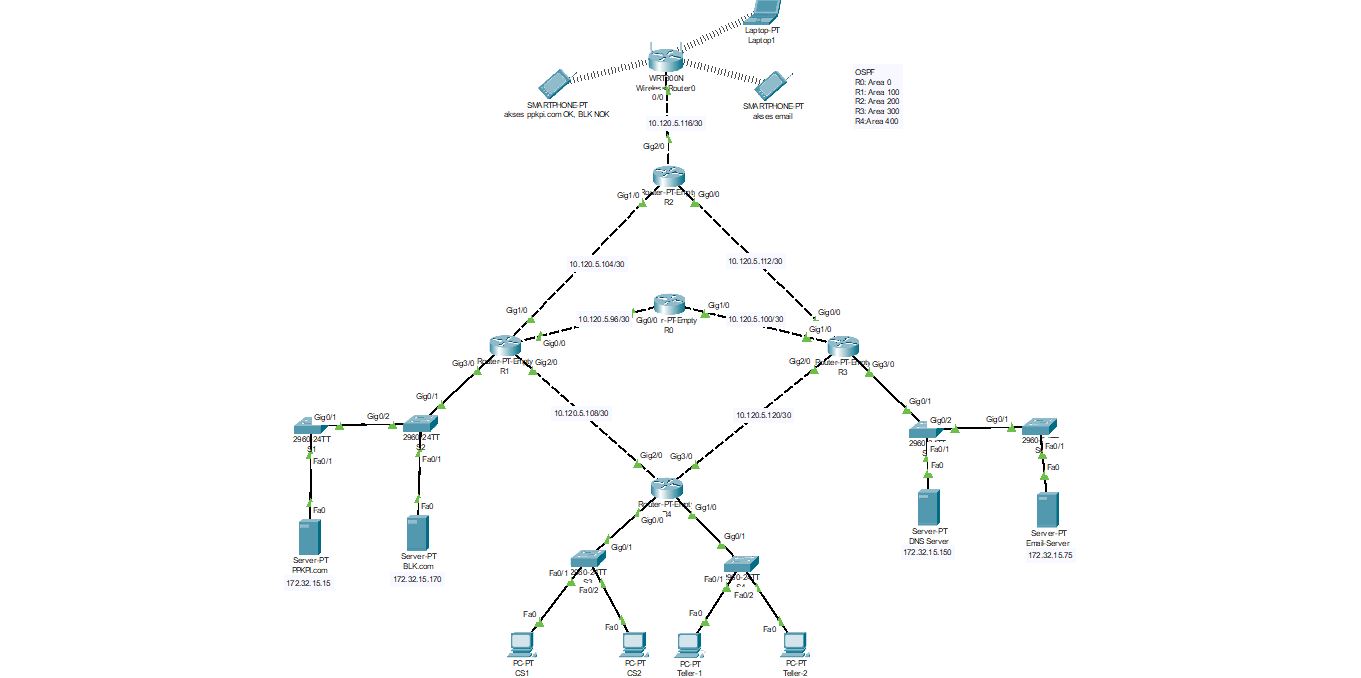 Laptop-PT
Laptop1
WRT300N
Wireless Router0
0/0
SMARTPHONE-PT
akses ppkpi.com OK, BLK NOK
SMARTPHONE-PT
akses email
OSPF
R0: Area 0
R1: Area 100
R2: Area 200
R3: Area 300
R4:Area 400
10.120.5.116/30
Gig2/0
Gig1/0
Router-PT-Empty
Gig0/0
R2
10.120.5.104/30
10.120.5.112/30
Gig1/0
Gig0/0
10.120.5.96/30
Gig0/0
r-PT-Empty
R0
Gig1/0
10.120.5.100/30
Gig0/0
Gig1/0
Gig3/0
Router-PT-Empty
R1
Gig2/0
Gig2/0
Router-PT-Empty
R3
Gig3/0
10.120.5.108/30
10.120.5.120/30
Gig0/1
Gig0/2
Gig0/1
2960-24TT
S1
2960-24TT
S2
Fa0/1
Fa0/1
Fa0
Fa0
Server-PT
PPKPI.com
172.32.15.15
Server-PT
BLK.com
172.32.15.170
Gig0/1
Gig0/2
Gig0/1
Fa0/1
Fa0/1
Fa0
Fa0
Server-PT
DNS Server
172.32.15.150
Server-PT
Email-Server
172.32.15.75
Gig2/0
Gig3/0
Router-PT-Empty
Gig0/0
Gig1/0
Gig0/1
Gig0/1
Fa0/1
2960-24TT
S3
Fa0/2
Fa0/1
Fa0/2
Fa0
Fa0
Fa0
Fa0
PC-PT
CS1
PC-PT
CS2
PC-PT
Teller-1
PC-PT
Teller-2